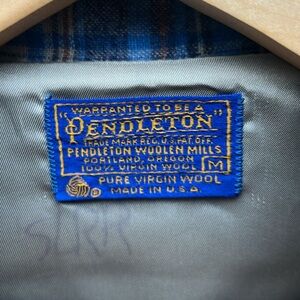 WARRANTED TO BE A
"PENDLETON"
TRADE MARK REG. U.S. PAT. OFF.
PENDLETON WOOLEN MILLS
PORTLAND, OREGON
100% VIRGIN WOOL M
PURE VIRGIN WOOL
MADE IN U.S.A.